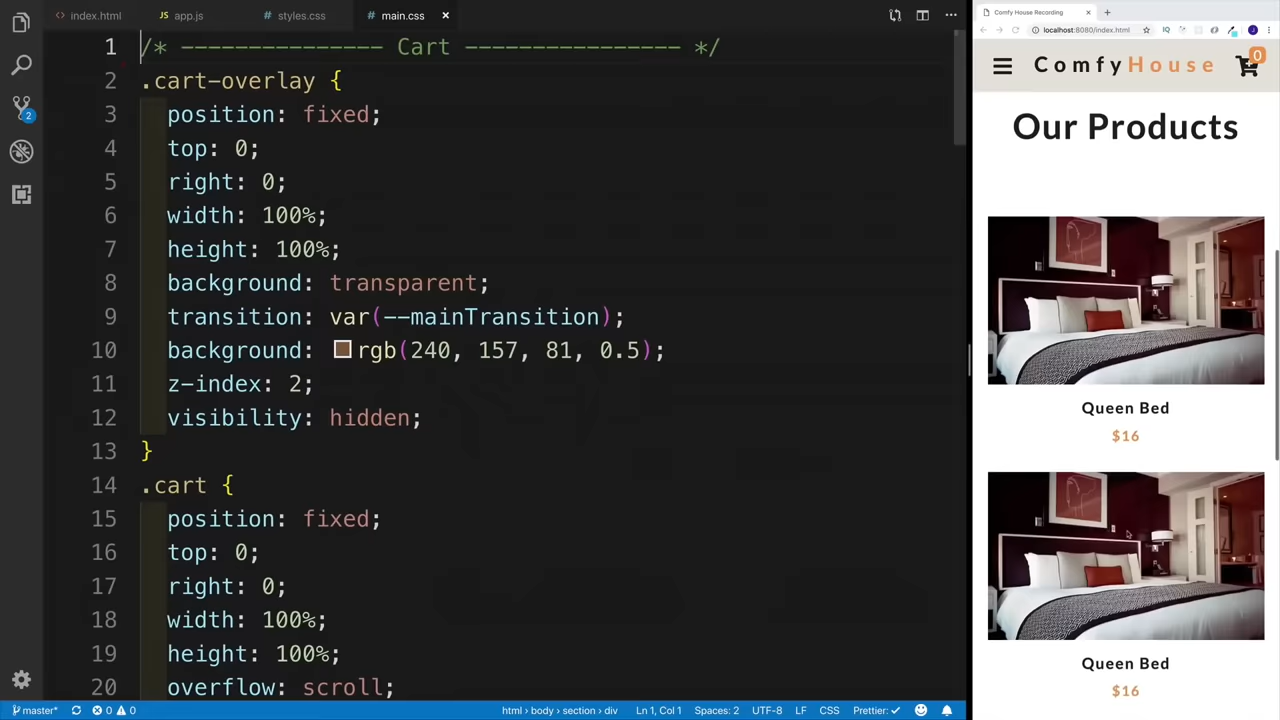 index.html
app.js
styles.css
main.css
1 /* --------------- Cart ---------------- */
2 .cart-overlay {
3 position: fixed;
4 top: 0;
5 right: 0;
6 width: 100%;
7 height: 100%;
8 background: transparent;
9 transition: var(--mainTransition);
10 background: rgb(240, 157, 81, 0.5);
11 z-index: 2;
12 visibility: hidden;
13 }
14 .cart {
15 position: fixed;
16 top: 0;
17 right: 0;
18 width: 100%;
19 height: 100%;
20 overflow: scroll;
2
master* 0 0 html › body › section › div Ln 1, Col 1 Spaces: 2 UTF-8 LF CSS Prettier: ✓
Comfy House Recording
localhost:8080/index.html
ComfyHouse 0
Our Products
Queen Bed
$16
Queen Bed
$16